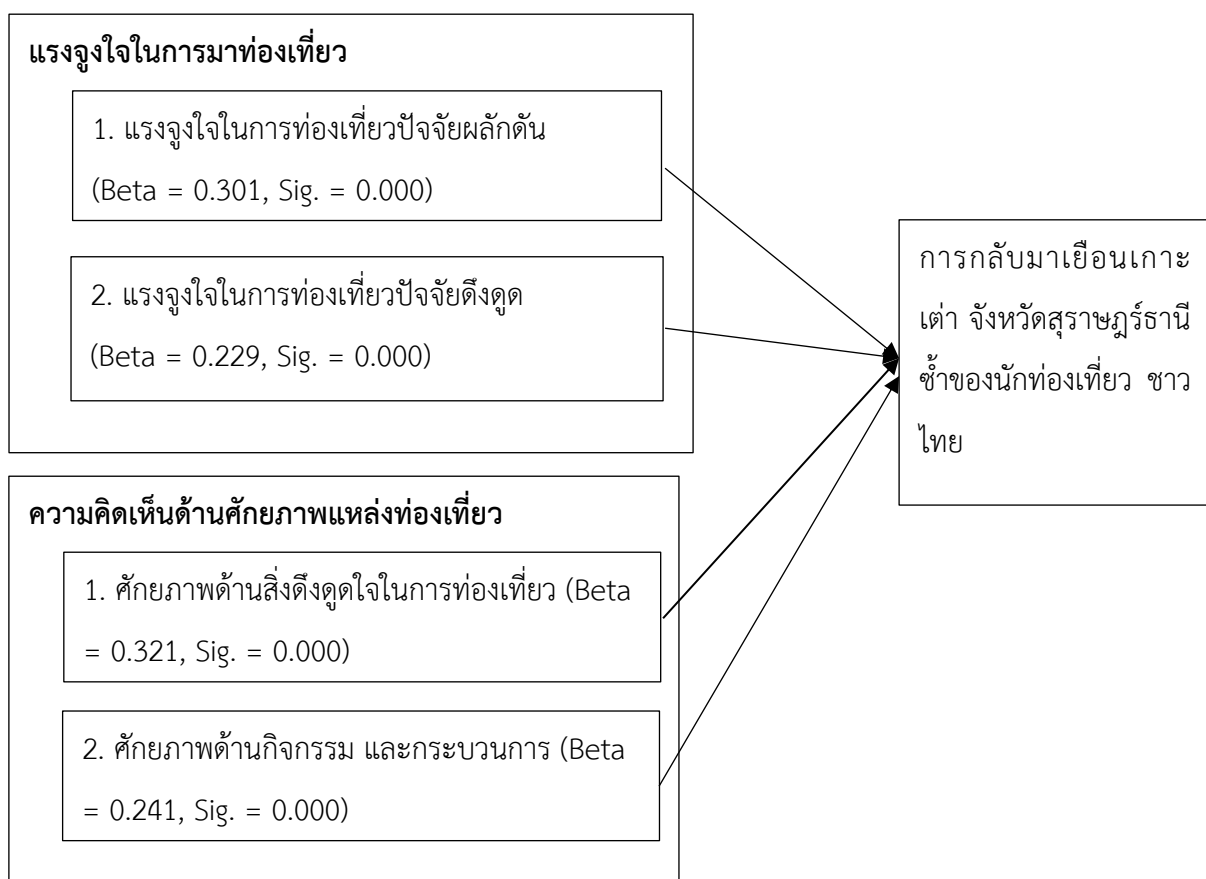 แรงจูงใจในการมาท่องเที่ยว
1. แรงจูงใจในการท่องเที่ยวปัจจัยผลักดัน
(Beta = 0.301, Sig. = 0.000)
2. แรงจูงใจในการท่องเที่ยวปัจจัยดึงดูด
(Beta = 0.229, Sig. = 0.000)
ความคิดเห็นด้านศักยภาพแหล่งท่องเที่ยว
1. ศักยภาพด้านสิ่งดึงดูดใจในการท่องเที่ยว (Beta
= 0.321, Sig. = 0.000)
2. ศักยภาพด้านกิจกรรม และกระบวนการ (Beta
= 0.241, Sig. = 0.000)
การกลับมาเยือนเกาะ
เต่า จังหวัดสุราษฎร์ธานี
ซ้ำของนักท่องเที่ยว ชาว
ไทย